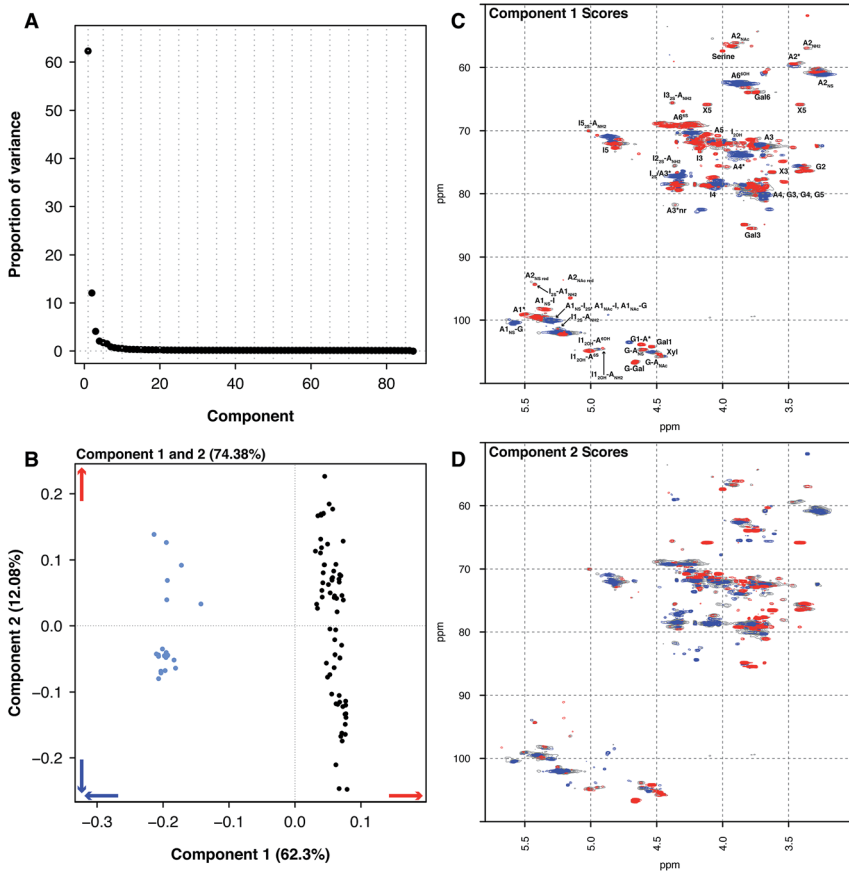 A
Proportion of variance
70
60
50
40
30
20
10
0
0 20 40 60 80
Component
B
Component 1 and 2 (74.38%)
Component 2 (12.08%)
0.2
0.1
0.0
−0.1
−0.2
−0.3 −0.2 −0.1 0.0 0.1
Component 1 (62.3%)
C
Component 1 Scores
A2NAc
Serine
A2NH2
A2*
A66OH
A2NS
Gal6
I32S-ANH2
X5
X5
A66S
I52S-ANH2
A5
I2OH
A3
I5
I3
I22S-ANH2
A4*
G2
I2S/A3*
X3
I4
A4, G3, G4, G5
A3*nr
Gal3
A2NS red
A2NAc red
I2S-A1NH2
A1NS-I
A1NS-I2S, A1NAc-I, A1NAc-G
A1*
I12S-ANH2
A1NS-G
I12OH-A6OH
G1-A*
Gal1
I12OH-A6S
G-ANS
Xyl
G-ANAc
I12OH-ANH2
G-Gal
60
70
80
90
100
ppm
5.5 5.0 4.5 4.0 3.5
ppm
D
Component 2 Scores
60
70
80
90
100
ppm
5.5 5.0 4.5 4.0 3.5
ppm